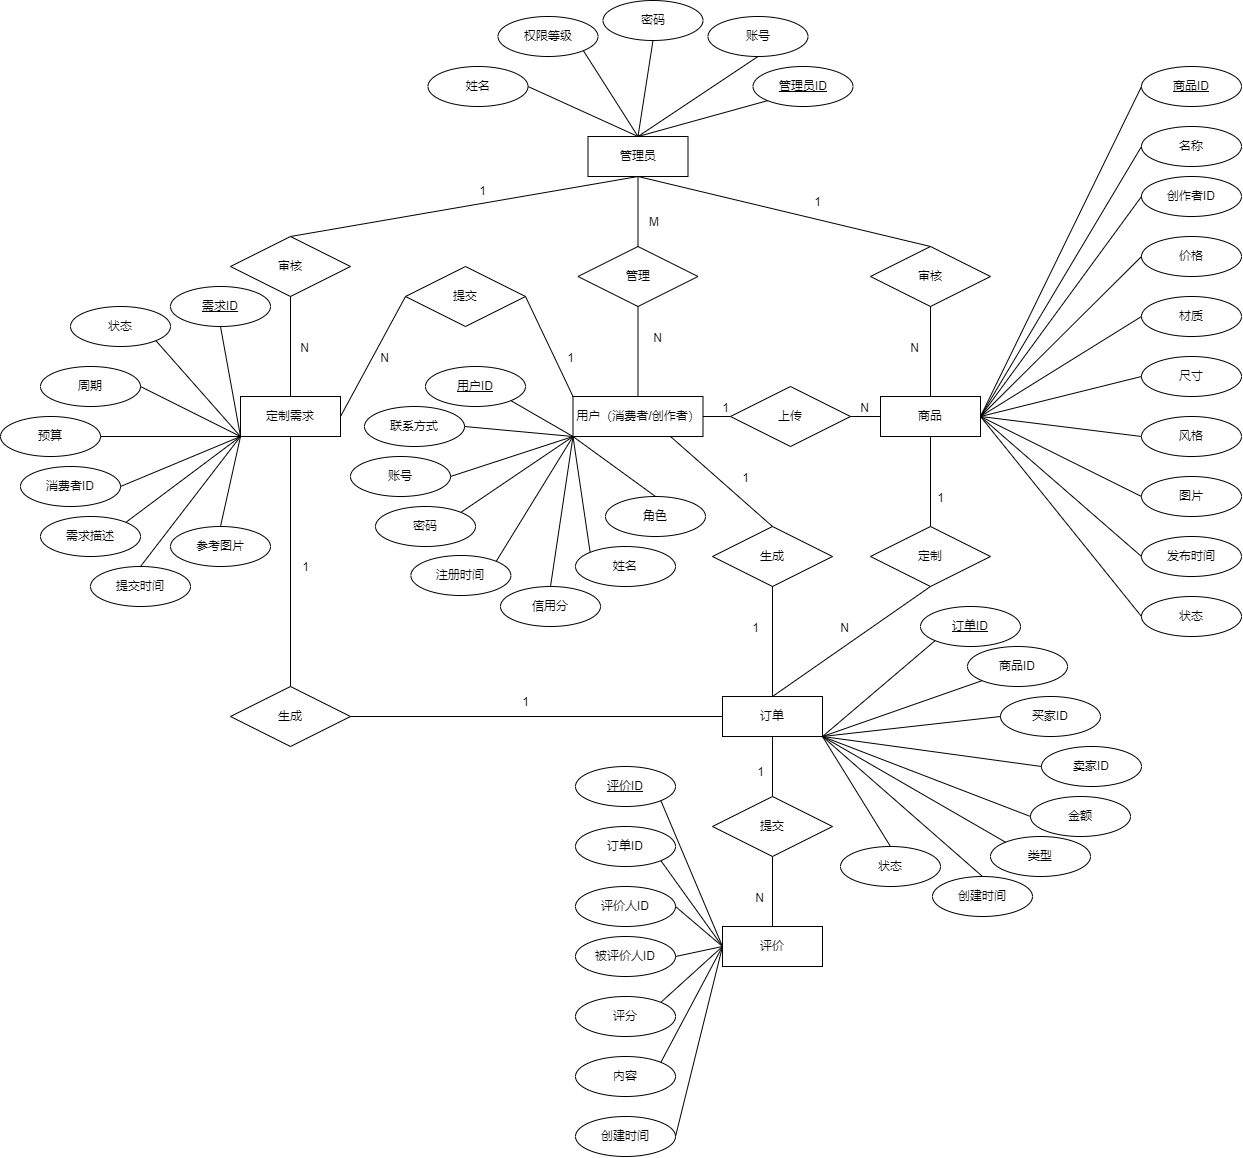 密码
权限等级
账号
姓名
管理员ID
商品ID
名称
管理员
1
创作者ID
1
M
价格
审核
管理
审核
提交
需求ID
材质
状态
N
N
N
N
1
尺寸
周期
用户ID
定制需求
用户（消费者/创作者）
1
上传
N
商品
联系方式
预算
风格
账号
1
消费者ID
1
图片
密码
角色
需求描述
参考图片
生成
定制
发布时间
1
姓名
注册时间
提交时间
信用分
状态
1
N
订单ID
商品ID
1
生成
订单
买家ID
1
卖家ID
评价ID
金额
提交
订单ID
类型
状态
N
创建时间
评价人ID
评价
被评价人ID
评分
内容
创建时间